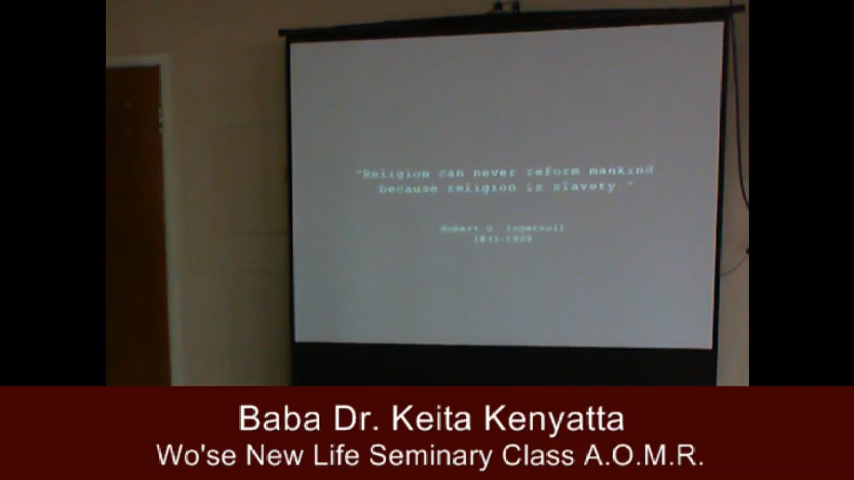 "Religion can never reform mankind
because religion is slavery."
Robert G. Ingersoll
1833-1899
Baba Dr. Keita Kenyatta
Wo'se New Life Seminary Class A.O.M.R.